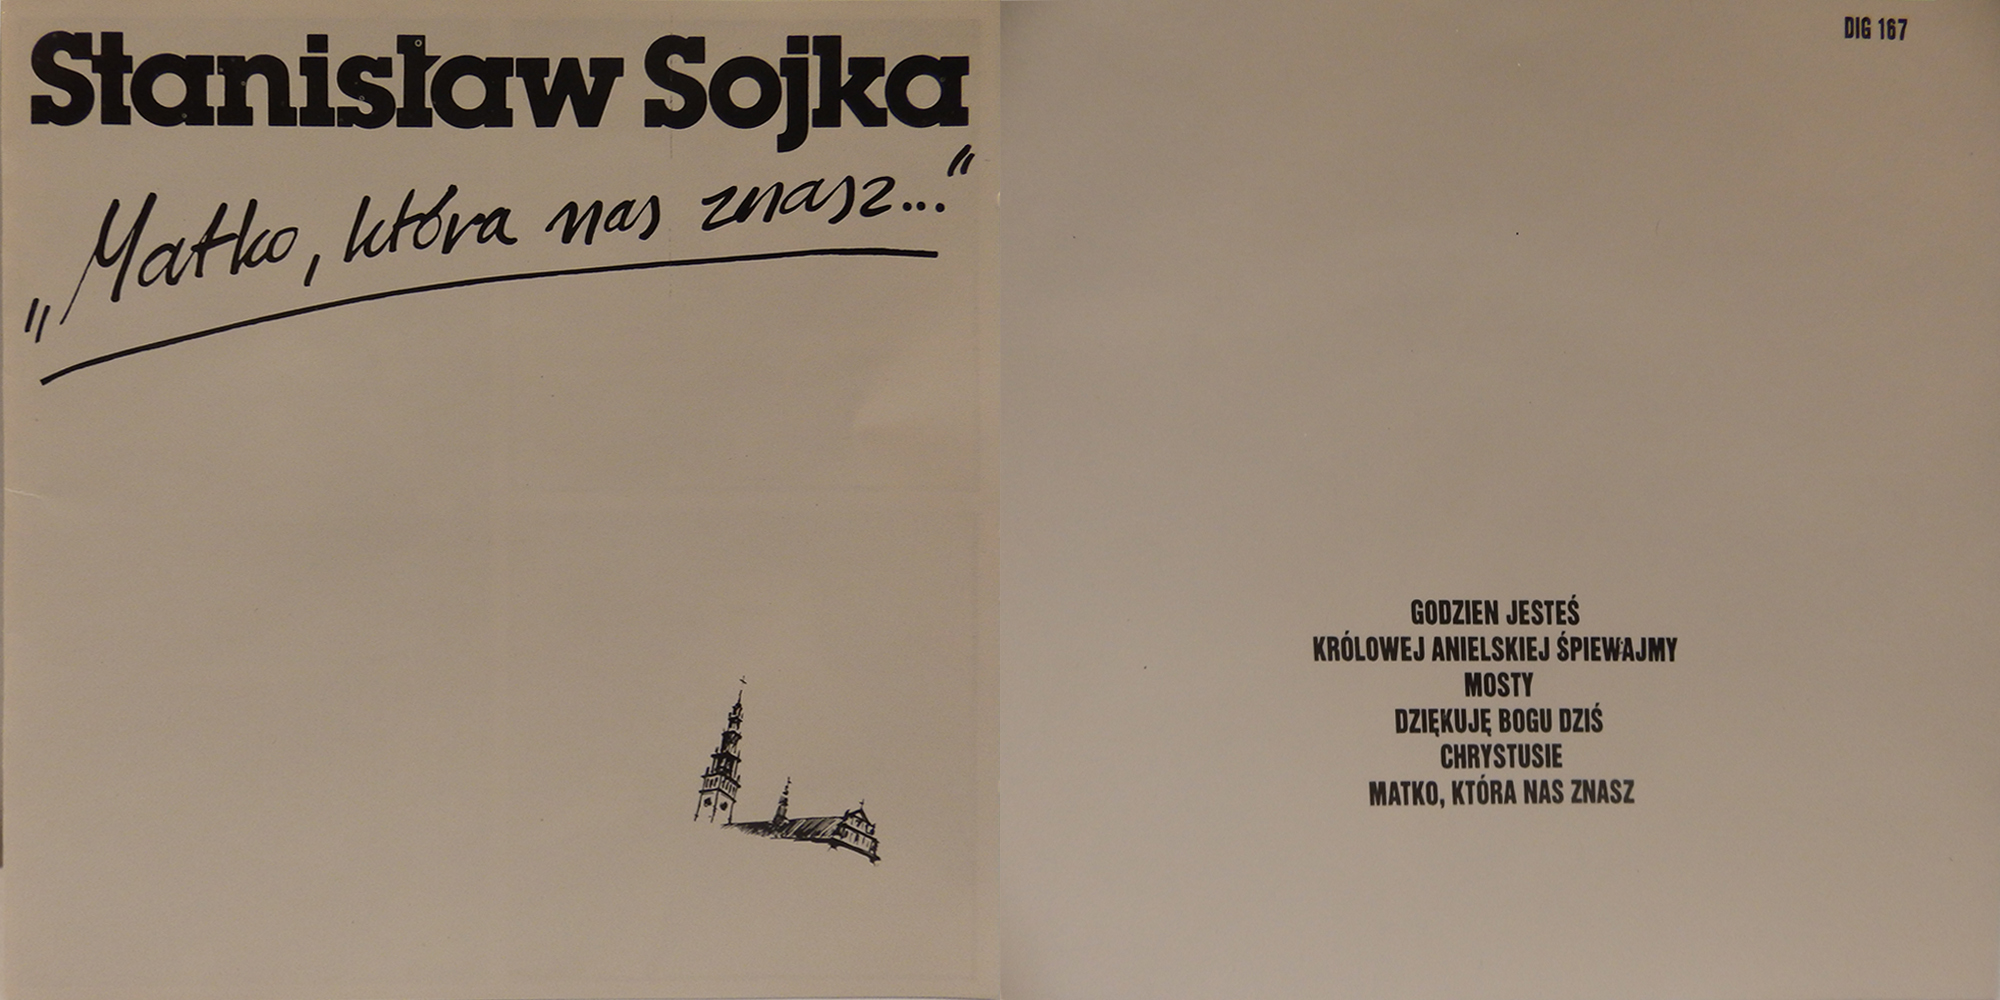 Stanisław Sojka
„Matko, która nas znasz..."
DIG 167
GODZIEN JESTEŚ
KRÓLOWEJ ANIELSKIEJ ŚPIEWAJMY
MOSTY
DZIĘKUJĘ BOGU DZIŚ
CHRYSTUSIE
MATKO, KTÓRA NAS ZNASZ